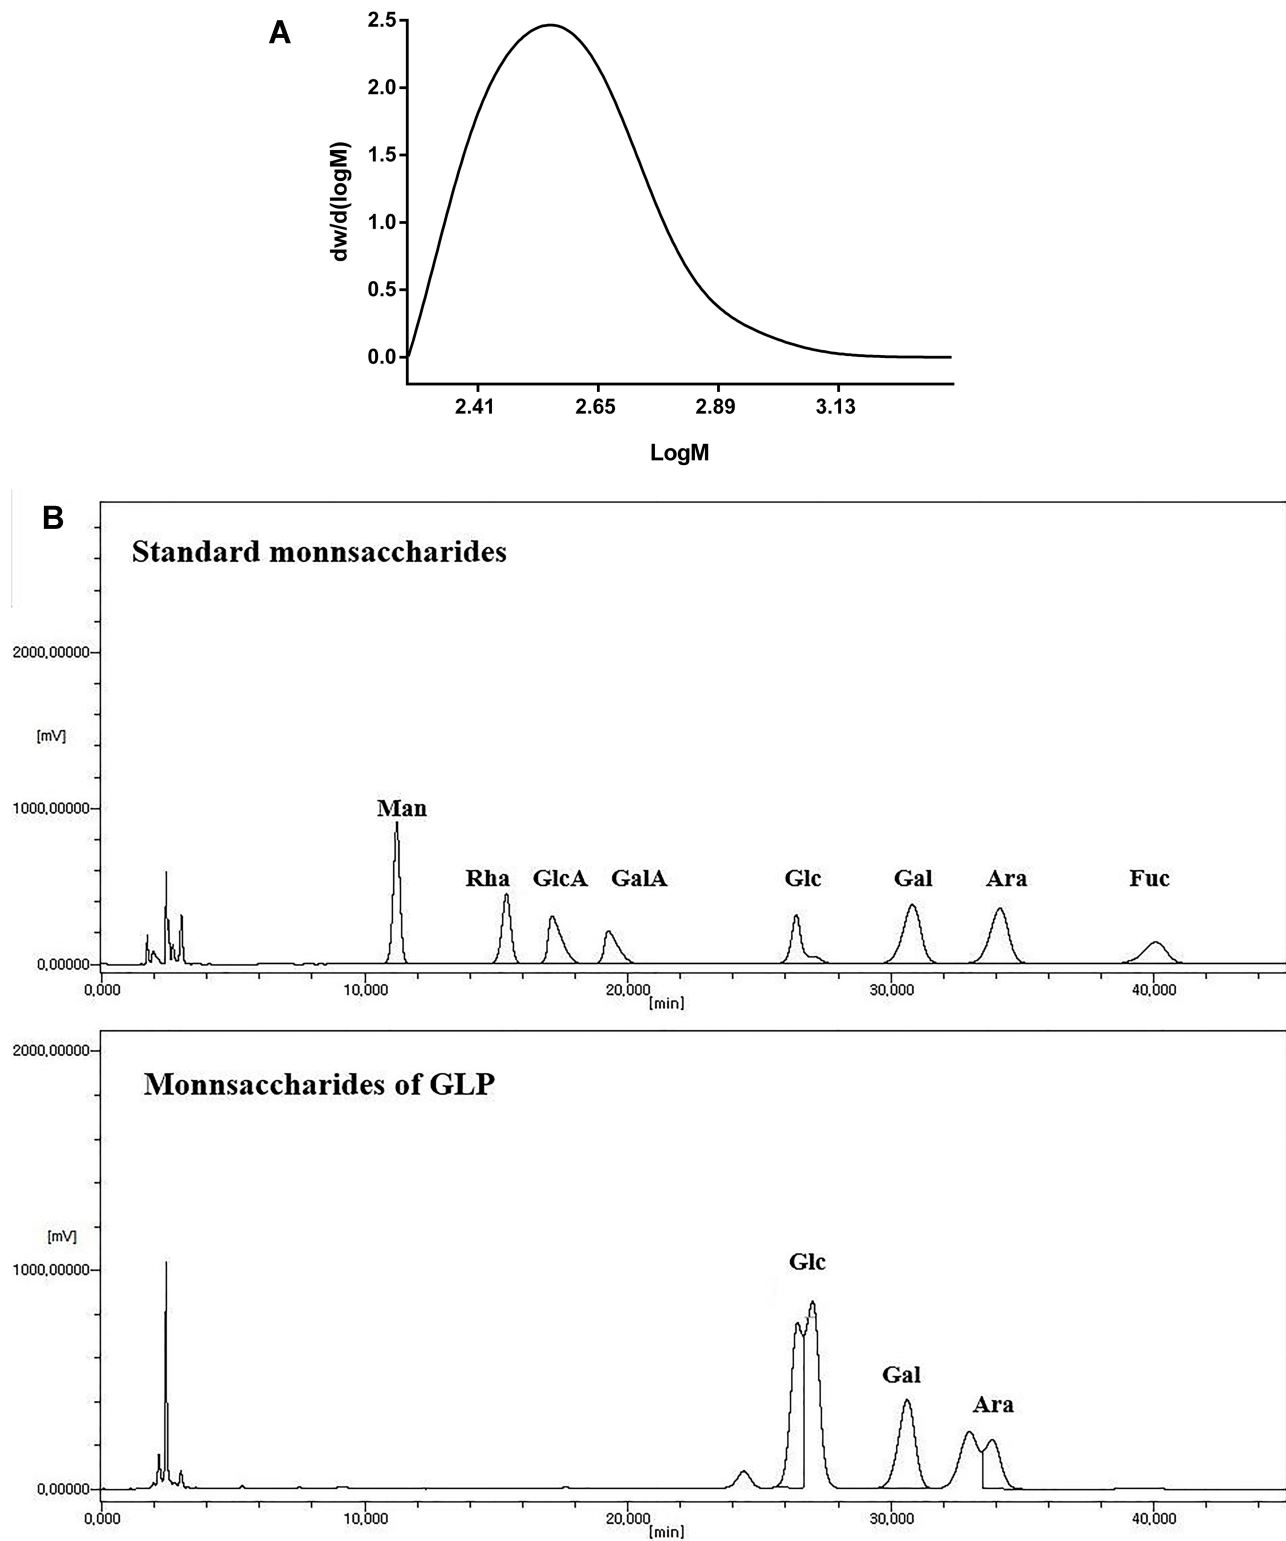 A
2.5
2.0
1.5
1.0
0.5
0.0
dw/d(logM)
2.41 2.65 2.89 3.13
LogM
B
Standard monnsaccharides
2000,00000
[mV]
1000,00000
0,00000
Man
Rha GlcA GalA Glc Gal Ara Fuc
0,000 10,000 20,000 30,000 40,000
[min]
2000,00000
Monnsaccharides of GLP
[mV]
1000,00000
0,00000
Glc
Gal
Ara
0,000 10,000 20,000 30,000 40,000
[min]